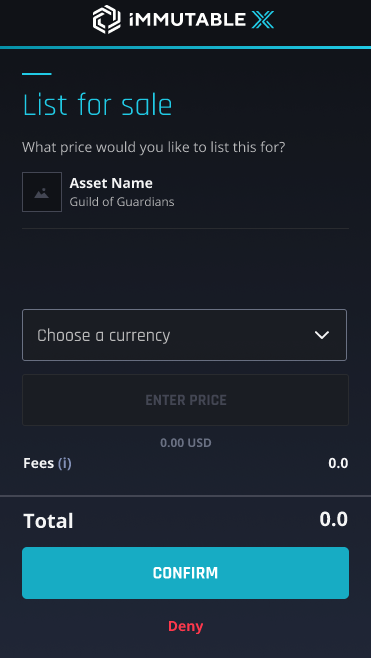 iMMUTABLE X
List for sale
What price would you like to list this for?
Asset Name
Guild of Guardians
Choose a currency
ENTER PRICE
0.00 USD
Fees (i) 0.0
Total 0.0
CONFIRM
Deny